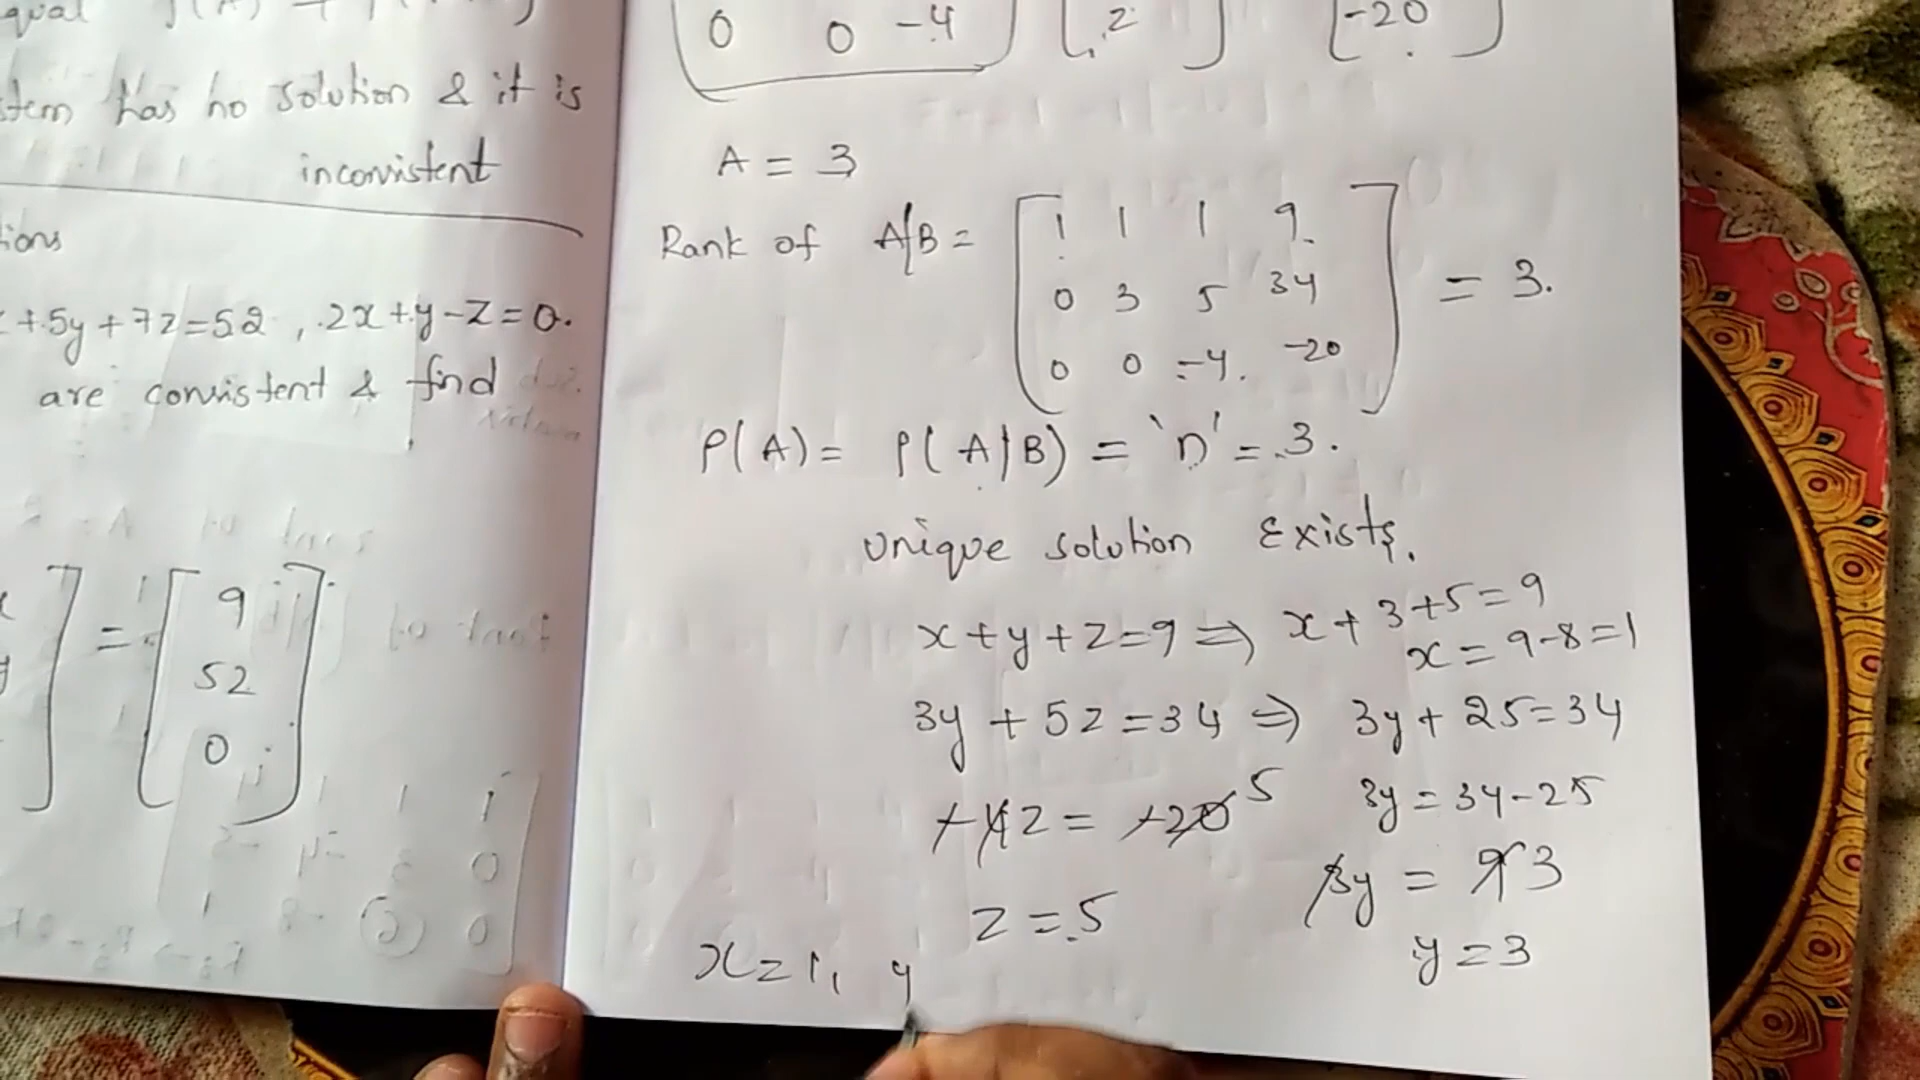 qual
stem has no solution & it is
inconsistent
ions
+5y+7z=52, 2x+y-z=0.
are consistent & find
= [ 9
52
0 ]
0 0 -4 z -20
A = 3
Rank of A/B = [ 1 1 1 9
0 3 5 34
0 0 -4 -20 ] = 3.
ρ(A) = ρ(A|B) = 'n' = 3.
unique solution Exists.
x+y+z=9 ⇒ x+3+5=9
x=9-8=1
3y+5z=34 ⇒ 3y+25=34
-4z = -20 5 3y=34-25
z = 5 3y = 9 3
x=1, y y=3